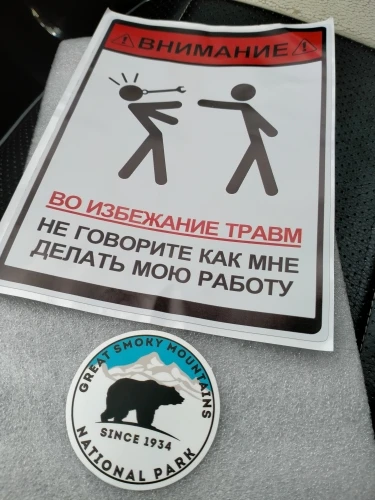 ВНИМАНИЕ
ВО ИЗБЕЖАНИЕ ТРАВМ
НЕ ГОВОРИТЕ КАК МНЕ
ДЕЛАТЬ МОЮ РАБОТУ
GREAT SMOKY MOUNTAINS
SINCE 1934
NATIONAL PARK